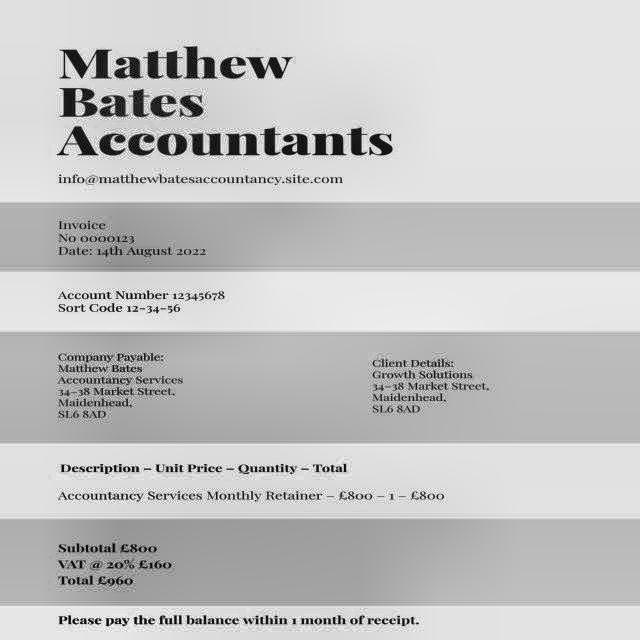 Matthew
Bates
Accountants
info@matthewbatesaccountancy.site.com
Invoice
No 0000123
Date: 14th August 2022
Account Number 12345678
Sort Code 12-34-56
Company Payable:
Matthew Bates
Accountancy Services
34-38 Market Street,
Maidenhead,
SL6 8AD
Client Details:
Growth Solutions
34-38 Market Street,
Maidenhead,
SL6 8AD
Description – Unit Price – Quantity – Total
Accountancy Services Monthly Retainer – £800 – 1 – £800
Subtotal £800
VAT @ 20% £160
Total £960
Please pay the full balance within 1 month of receipt.